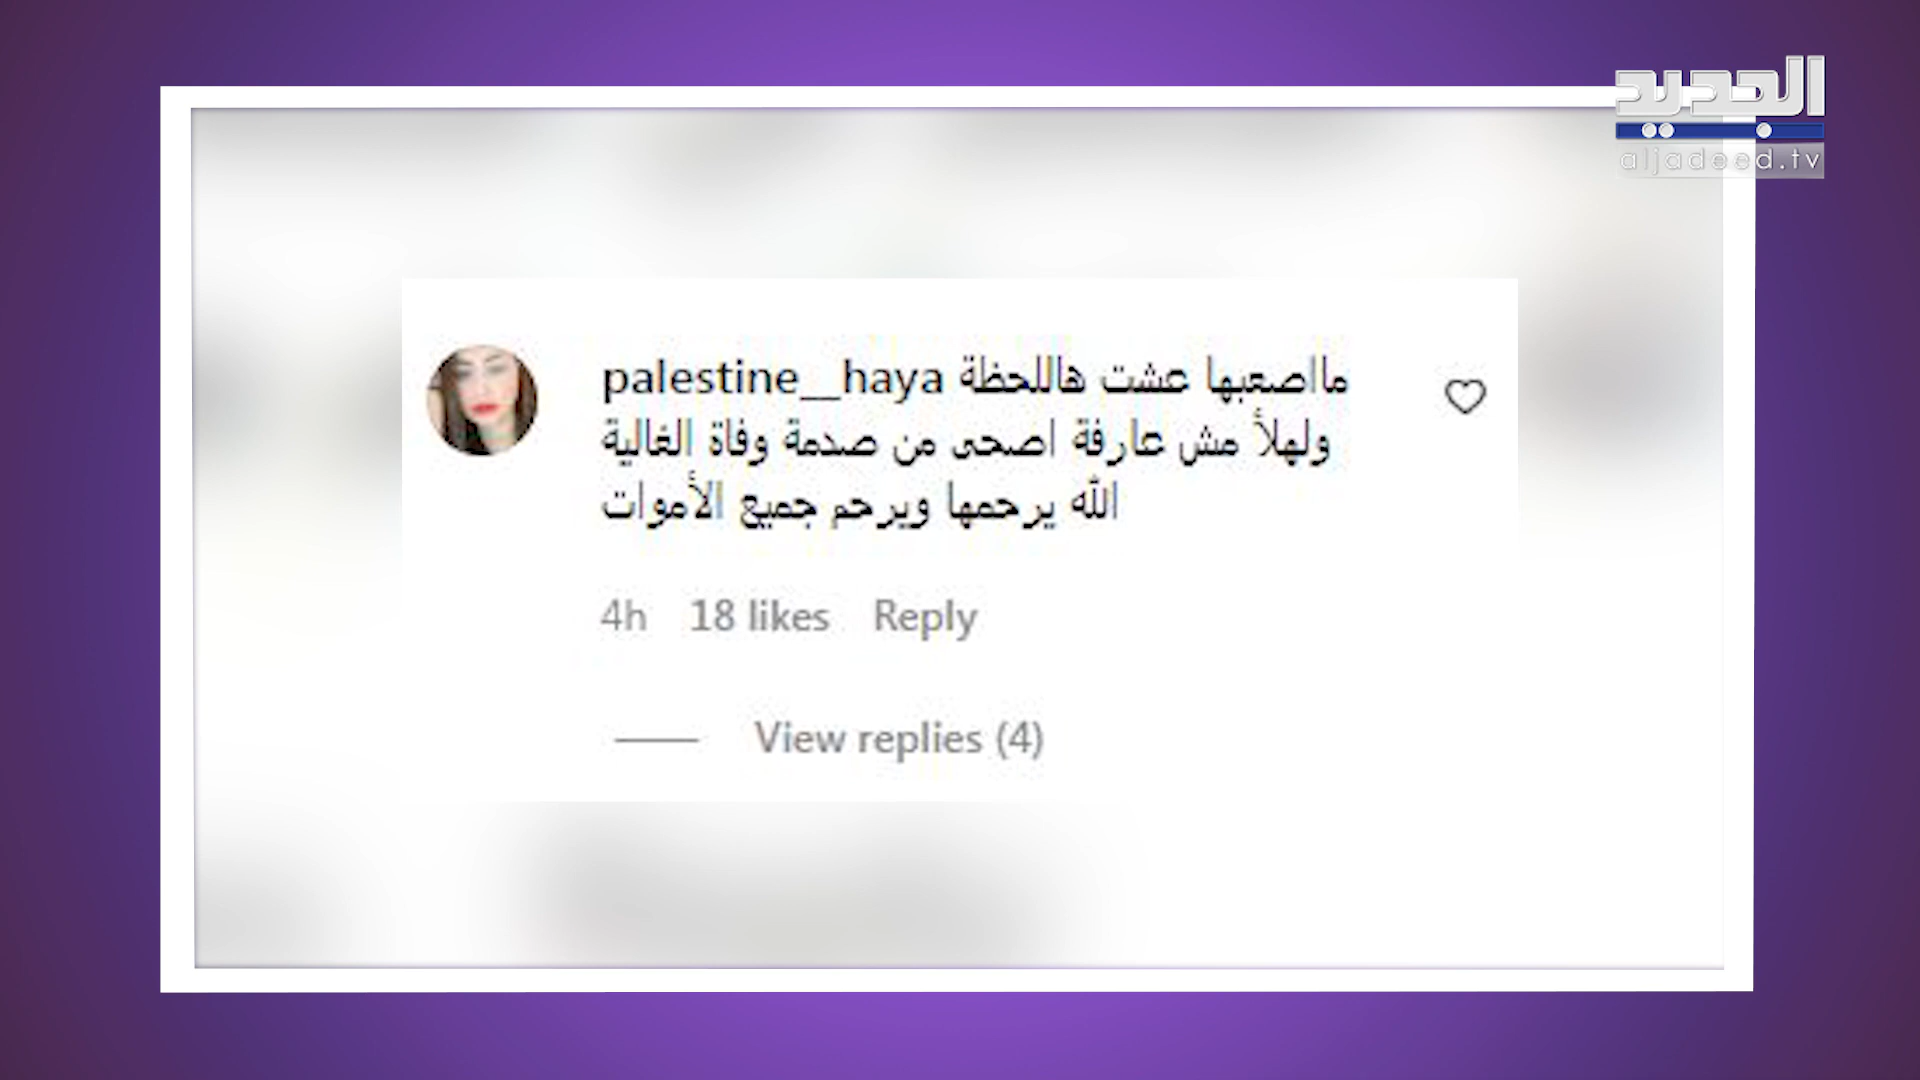 الجديد
aljadeed.tv
palestine__haya مااصعبها عشت هاللحظة
ولهلأ مش عارفة اصحى من صدمة وفاة الغالية
الله يرحمها ويرحم جميع الأموات
4h 18 likes Reply
View replies (4)